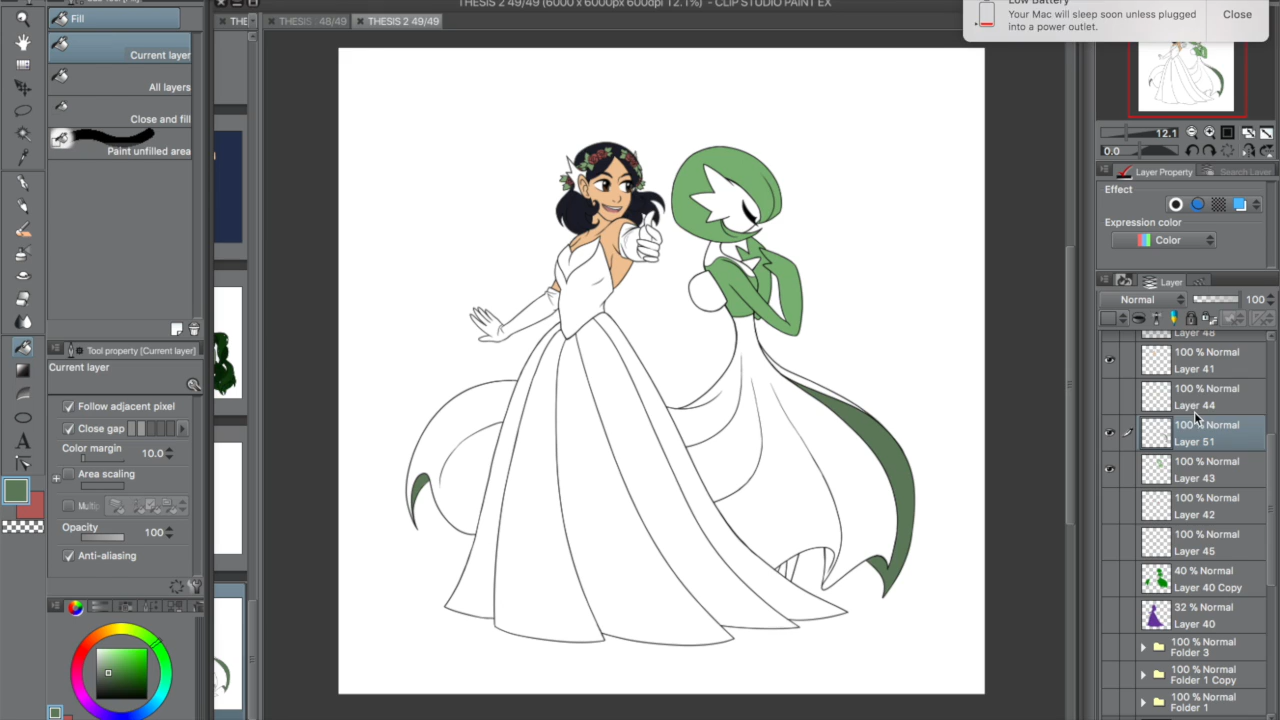 THESIS 2 49/49 (6000 x 6000px 600dpi 12.1%) - CLIP STUDIO PAINT EX
Low Battery
Your Mac will sleep soon unless plugged
into a power outlet.
Close
Fill
THE
THESIS : 48/49
THESIS 2 49/49
Current layer
All layers
Close and fill
Paint unfilled area
12.1
0.0
Layer Property
Search Layer
Effect
Expression color
Color
Layer
Normal
100
Layer 48
100 % Normal
Layer 41
100 % Normal
Layer 44
100 % Normal
Layer 51
100 % Normal
Layer 43
100 % Normal
Layer 42
100 % Normal
Layer 45
40 % Normal
Layer 40 Copy
32 % Normal
Layer 40
100 % Normal
Folder 3
100 % Normal
Folder 1 Copy
100 % Normal
Folder 1
Tool property [Current layer]
Current layer
Follow adjacent pixel
Close gap
Color margin
10.0
Area scaling
Opacity
100
Anti-aliasing
A